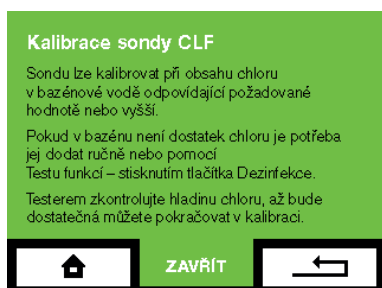 Kalibrace sondy CLF
Sondu lze kalibrovat při obsahu chloru
v bazénové vodě odpovídající požadované
hodnotě nebo vyšší.
Pokud v bazénu není dostatek chloru je potřeba
jej dodat ručně nebo pomocí
Testu funkcí – stisknutím tlačítka Dezinfekce.
Testerem zkontrolujte hladinu chloru, až bude
dostatečná můžete pokračovat v kalibraci.
ZAVŘÍT